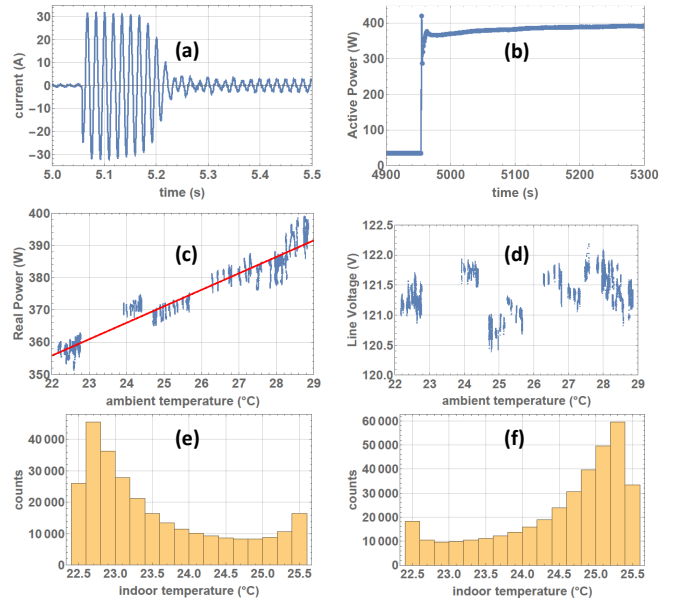 (a)
current (A)
30
20
10
0
−10
−20
−30
5.0 5.1 5.2 5.3 5.4 5.5
time (s)
(b)
Active Power (W)
400
300
200
100
0
4900 5000 5100 5200 5300
time (s)
(c)
Real Power (W)
400
390
380
370
360
350
22 23 24 25 26 27 28 29
ambient temperature (°C)
(d)
Line Voltage (V)
122.5
122.0
121.5
121.0
120.5
120.0
22 23 24 25 26 27 28 29
ambient temperature (°C)
(e)
counts
40 000
30 000
20 000
10 000
0
22.5 23.0 23.5 24.0 24.5 25.0 25.5
indoor temperature (°C)
(f)
counts
60 000
50 000
40 000
30 000
20 000
10 000
0
22.5 23.0 23.5 24.0 24.5 25.0 25.5
indoor temperature (°C)